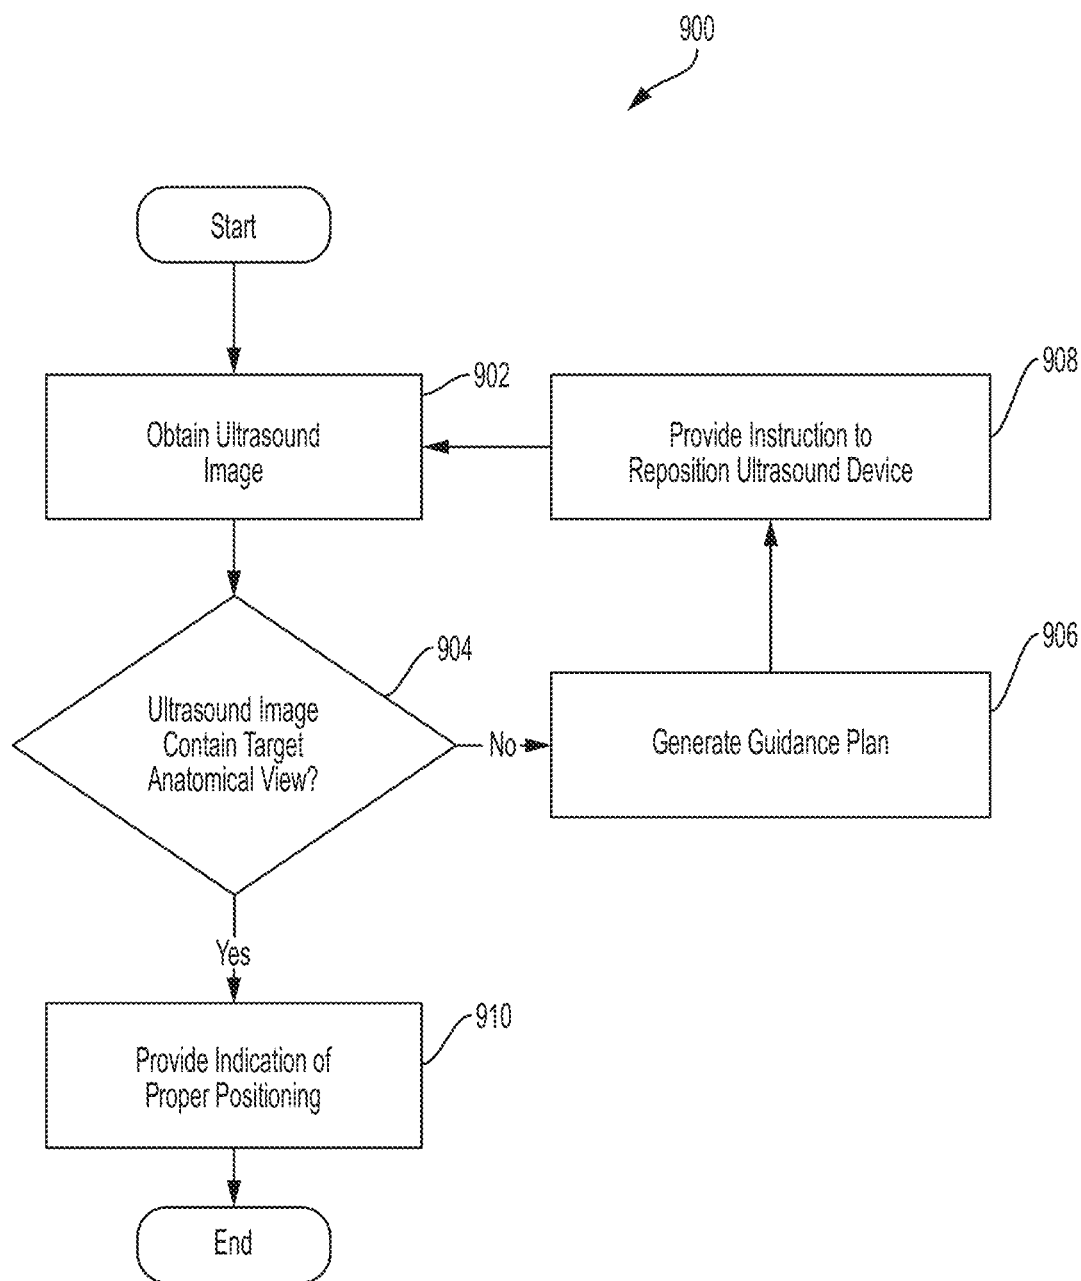 900
Start
902
Obtain Ultrasound
Image
908
Provide Instruction to
Reposition Ultrasound Device
904
Ultrasound Image
Contain Target
Anatomical View?
No
906
Generate Guidance Plan
Yes
910
Provide Indication of
Proper Positioning
End